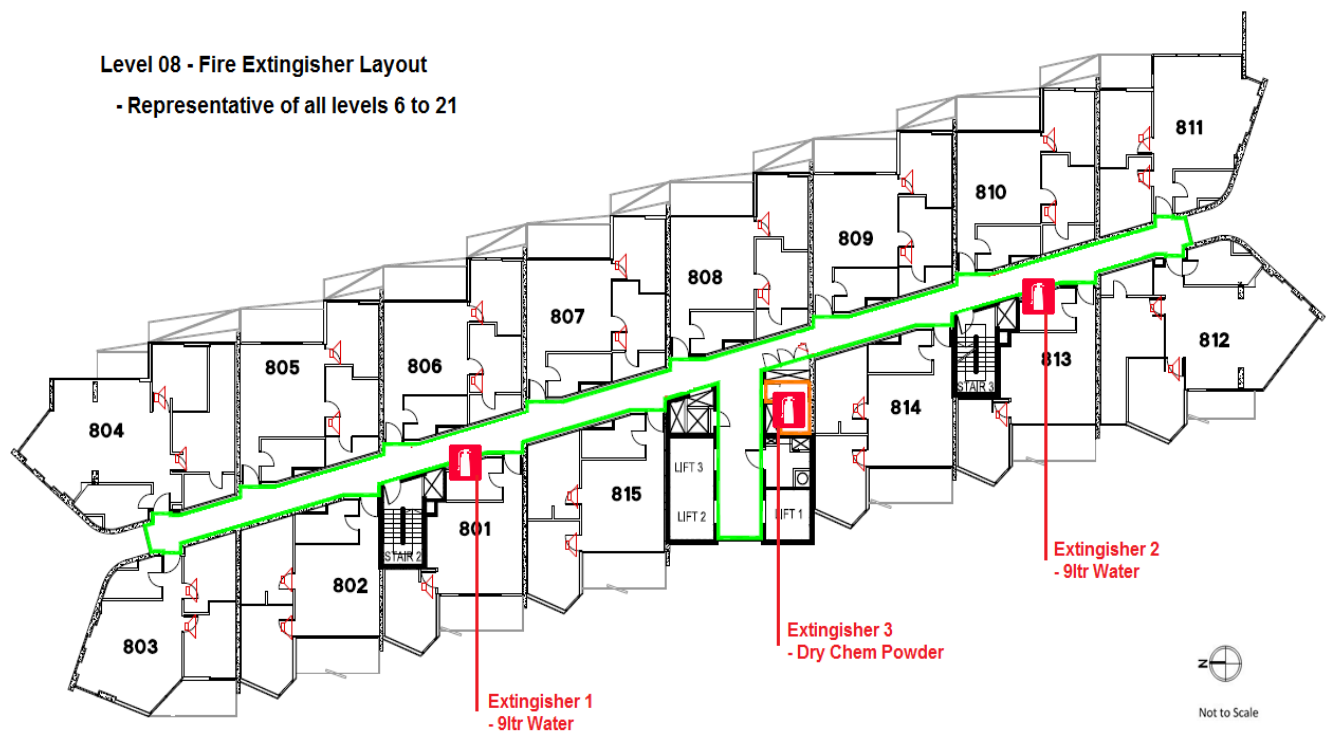 Level 08 - Fire Extingisher Layout
- Representative of all levels 6 to 21
811
810
809
808
807
806
805
804
812
813
STAIR 3
814
815
LIFT 3
LIFT 2
LIFT 1
801
STAIR 2
802
803
Extingisher 2
- 9ltr Water
Extingisher 3
- Dry Chem Powder
Extingisher 1
- 9ltr Water
N
Not to Scale